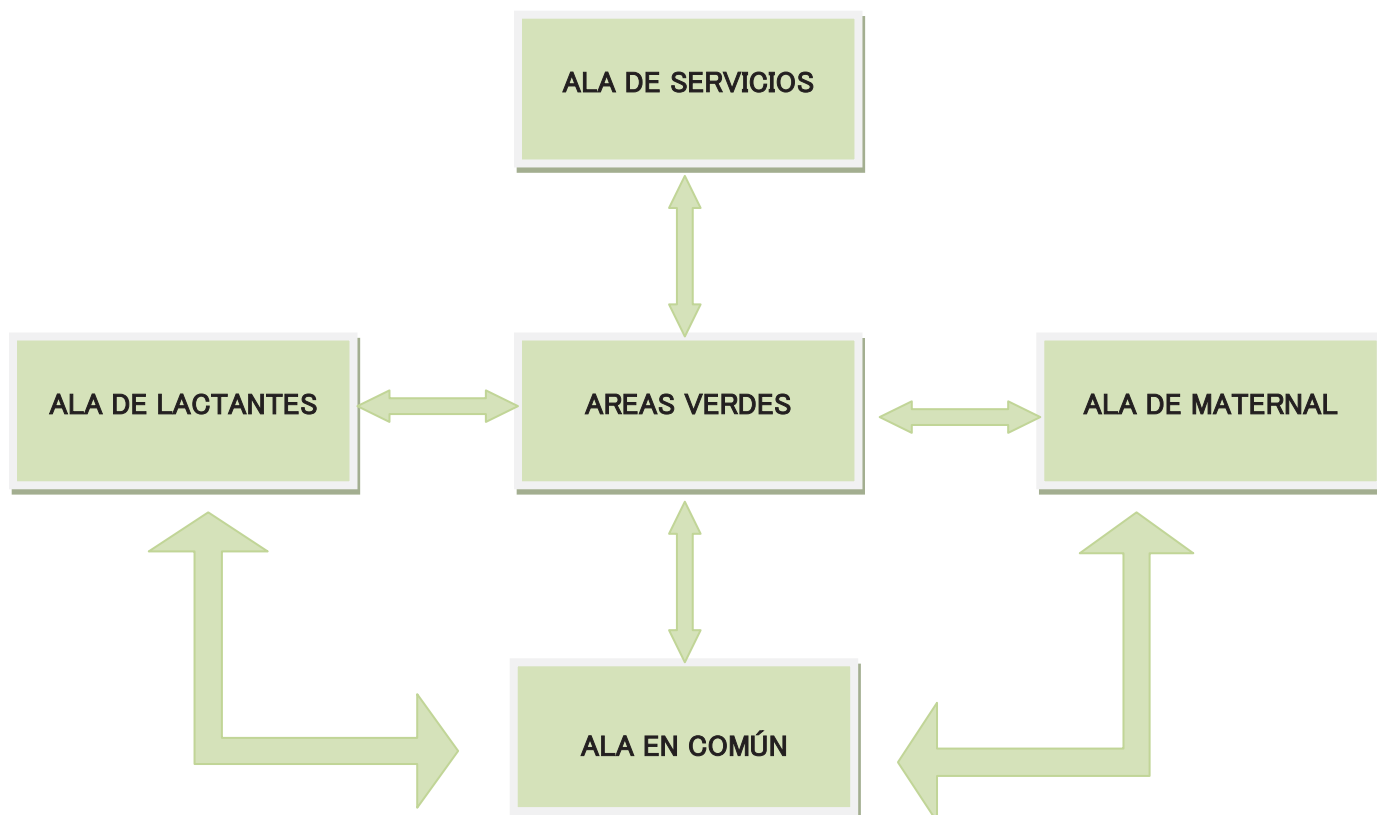 ALA DE SERVICIOS
ALA DE LACTANTES
AREAS VERDES
ALA DE MATERNAL
ALA EN COMÚN